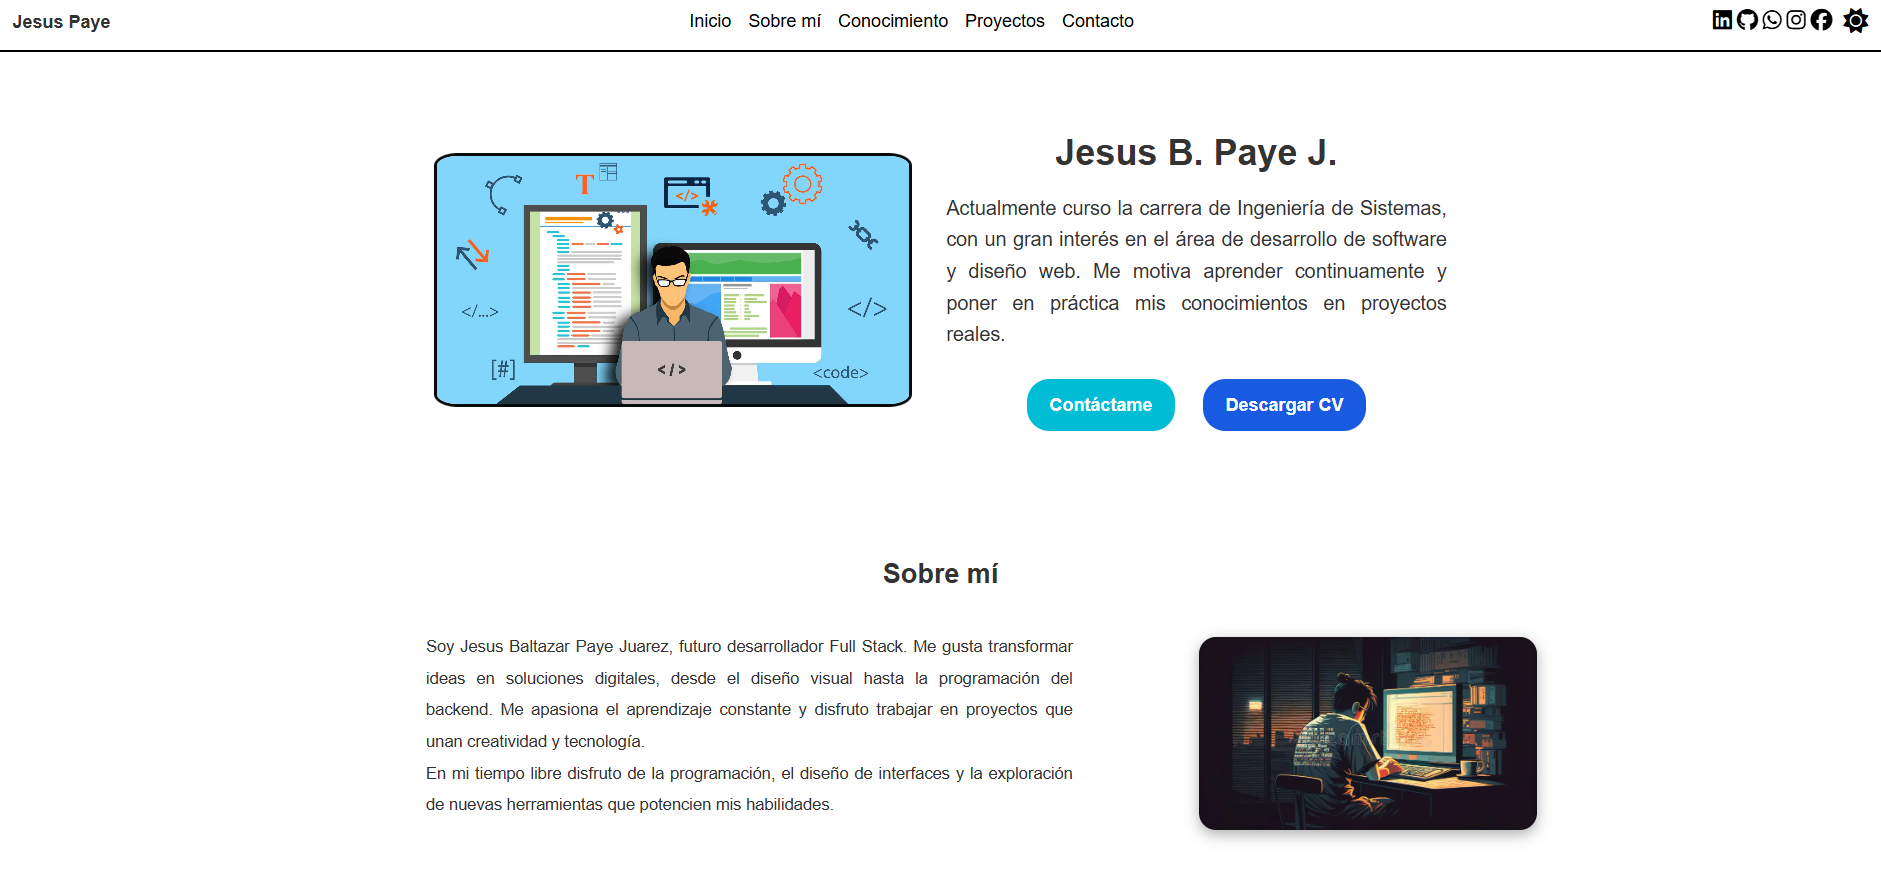 Jesus Paye
Inicio Sobre mí Conocimiento Proyectos Contacto
Jesus B. Paye J.
Actualmente curso la carrera de Ingeniería de Sistemas,
con un gran interés en el área de desarrollo de software
y diseño web. Me motiva aprender continuamente y
poner en práctica mis conocimientos en proyectos
reales.
Contáctame Descargar CV
T
</>
</...>
</>
[#]
</>
<code>
Sobre mí
Soy Jesus Baltazar Paye Juarez, futuro desarrollador Full Stack. Me gusta transformar
ideas en soluciones digitales, desde el diseño visual hasta la programación del
backend. Me apasiona el aprendizaje constante y disfruto trabajar en proyectos que
unan creatividad y tecnología.
En mi tiempo libre disfruto de la programación, el diseño de interfaces y la exploración
de nuevas herramientas que potencien mis habilidades.